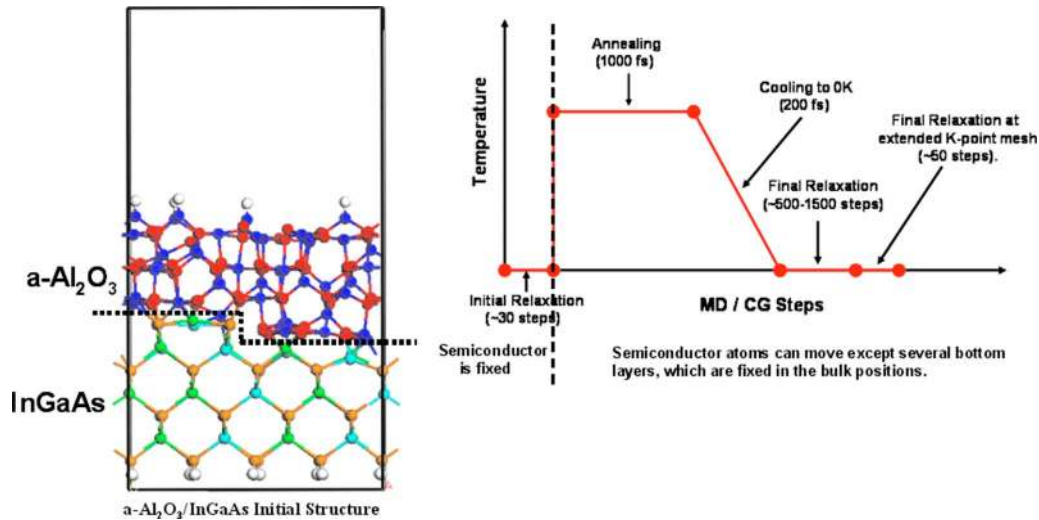 a-Al₂O₃
InGaAs
a-Al₂O₃/InGaAs Initial Structure
Temperature
Annealing
(1000 fs)
Cooling to 0K
(200 fs)
Final Relaxation at
extended K-point mesh
(~50 steps).
Final Relaxation
(~500-1500 steps)
Initial Relaxation
(~30 steps)
MD / CG Steps
Semiconductor
is fixed
Semiconductor atoms can move except several bottom
layers, which are fixed in the bulk positions.